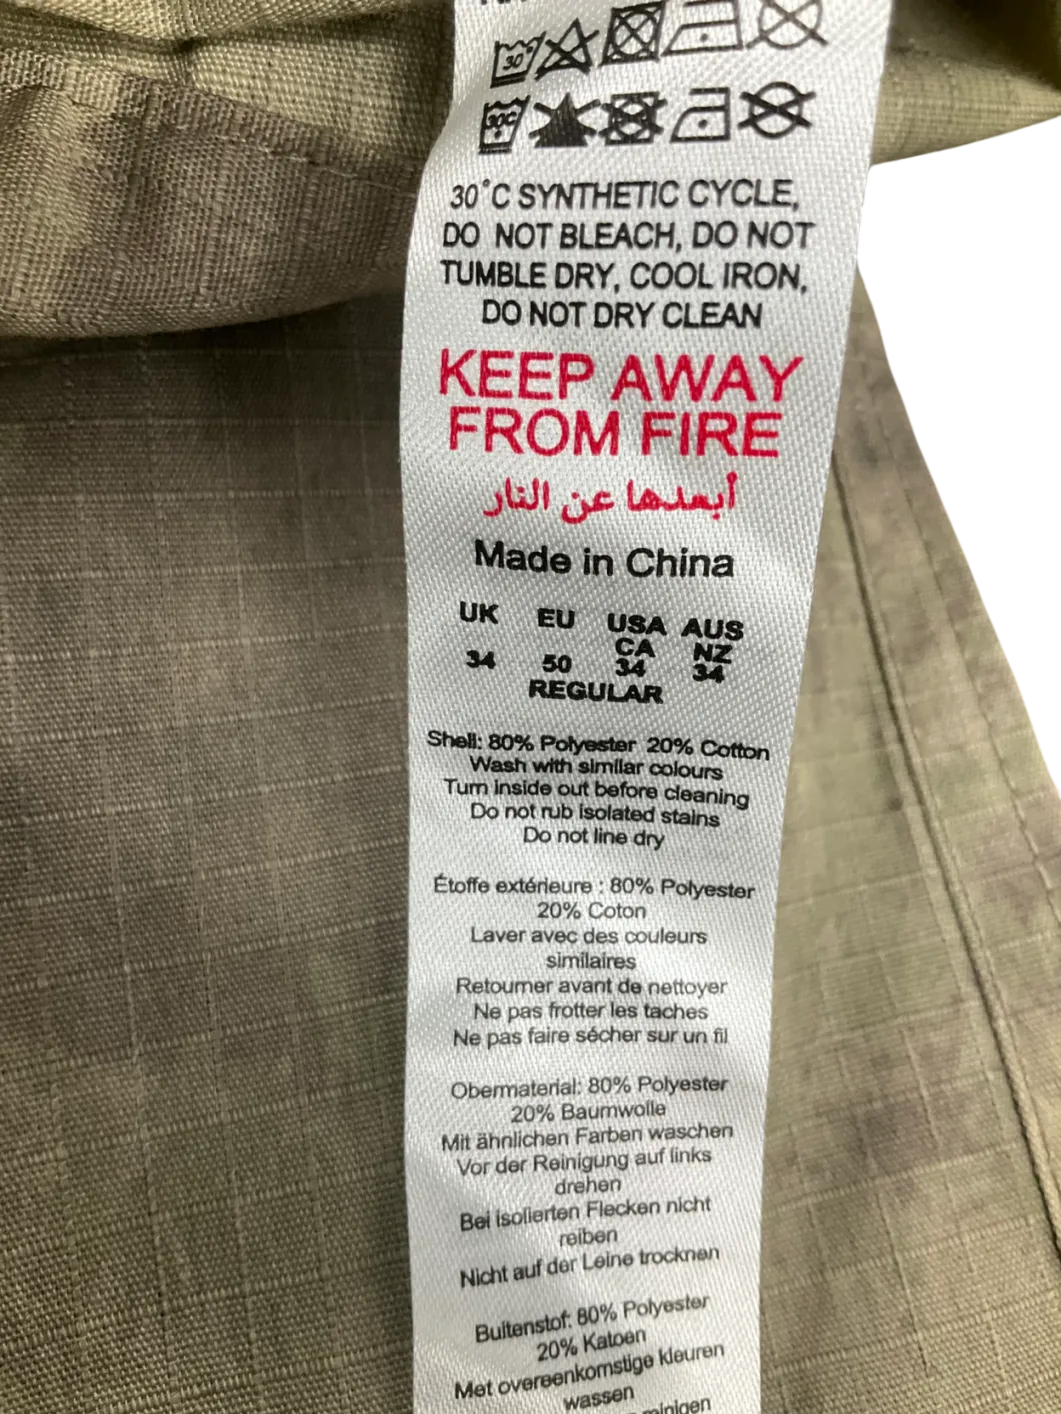 30°
30C
30°C SYNTHETIC CYCLE,
DO NOT BLEACH, DO NOT
TUMBLE DRY, COOL IRON,
DO NOT DRY CLEAN
KEEP AWAY
FROM FIRE
أبعدها عن النار
Made in China
UK EU USA AUS
CA NZ
34 50 34 34
REGULAR
Shell: 80% Polyester 20% Cotton
Wash with similar colours
Turn inside out before cleaning
Do not rub isolated stains
Do not line dry
Étoffe extérieure : 80% Polyester
20% Coton
Laver avec des couleurs
similaires
Retourner avant de nettoyer
Ne pas frotter les taches
Ne pas faire sécher sur un fil
Obermaterial: 80% Polyester
20% Baumwolle
Mit ähnlichen Farben waschen
Vor der Reinigung auf links
drehen
Bei isolierten Flecken nicht
reiben
Nicht auf der Leine trocknen
Buitenstof: 80% Polyester
20% Katoen
Met overeenkomstige kleuren
wassen